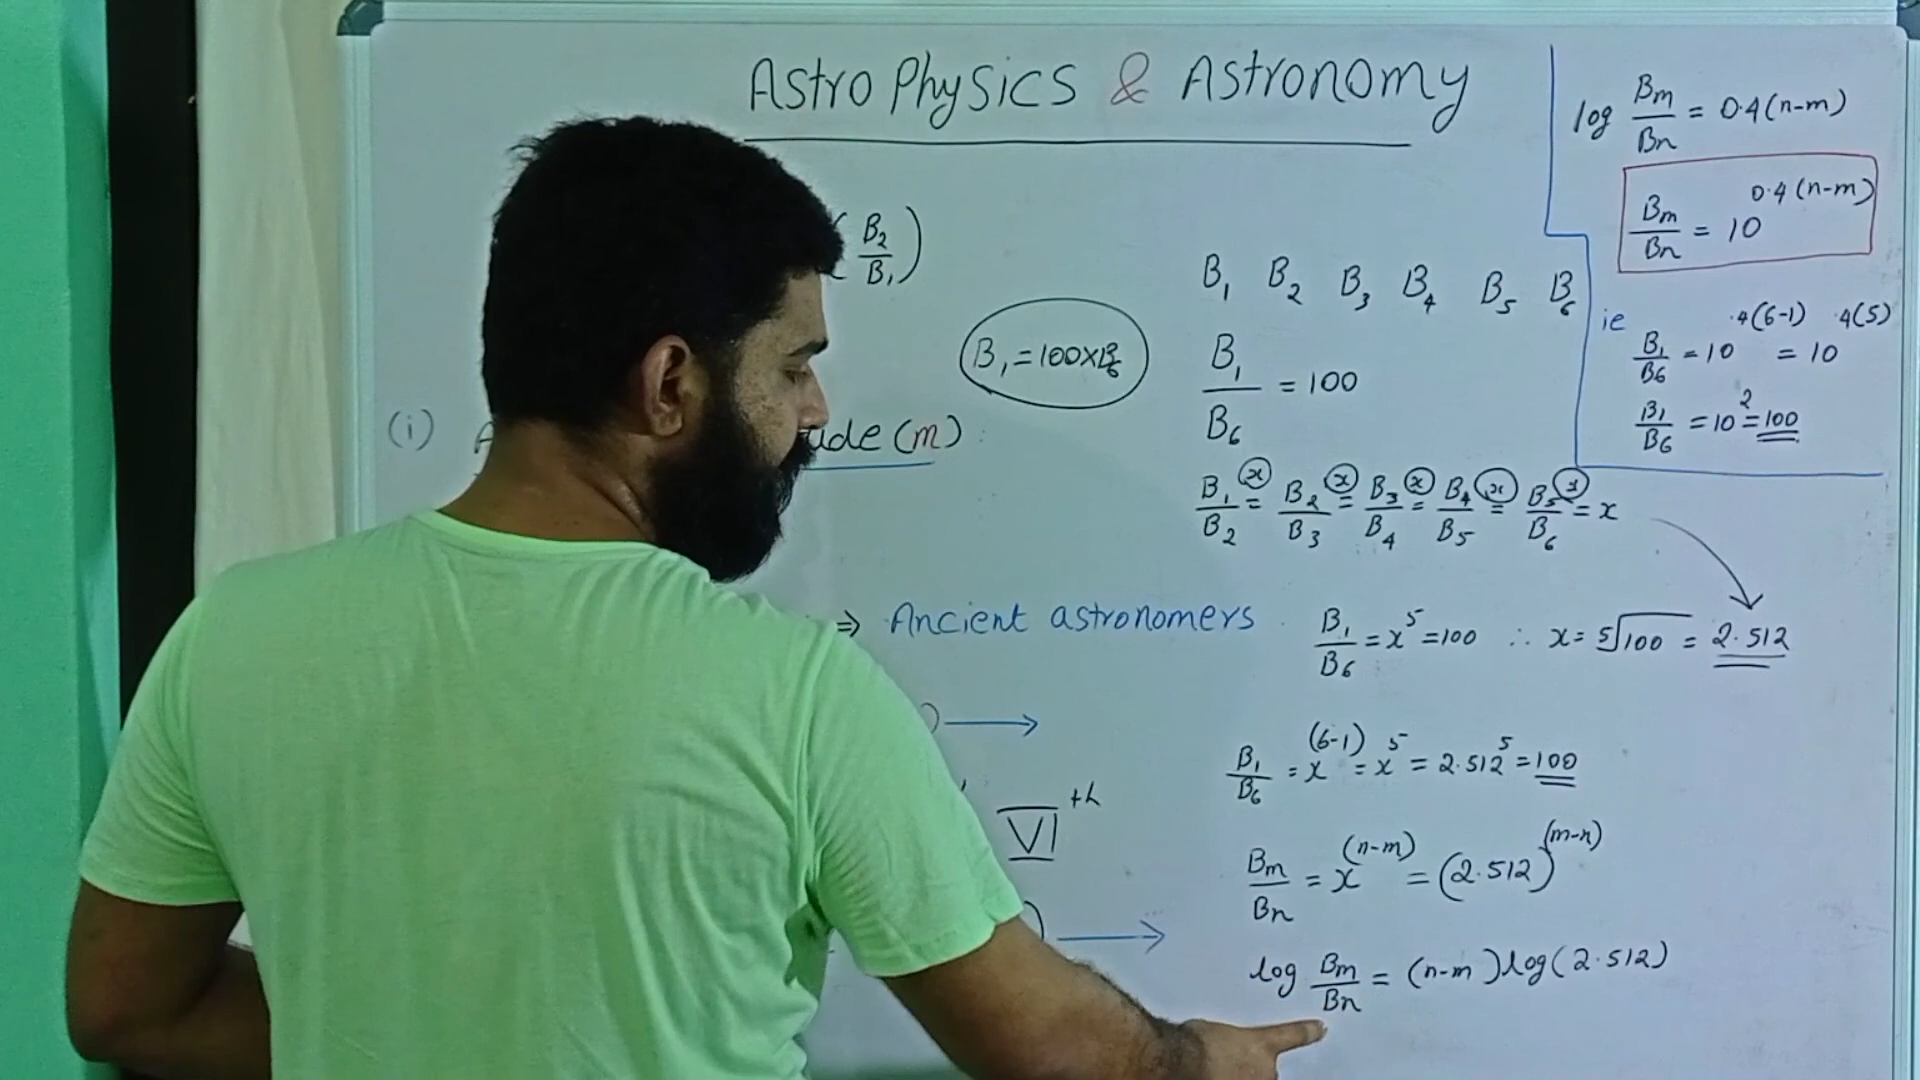 Astro Physics & Astronomy
(B2/B1)
B1 = 100×B6
(i) A
ude (m) :
⇒ Ancient astronomers
VI th
B1 B2 B3 B4 B5 B6
B1/B6 = 100
B1/B2 (x) = B2/B3 (x) = B3/B4 (x) = B4/B5 (x) = B5/B6 (x) = x
B1/B6 = x^5 = 100 ∴ x = 5√100 = 2.512
B1/B6 = x^(6-1) = x^5 = 2.512^5 = 100
Bm/Bn = x^(n-m) = (2.512)^(m-n)
log Bm/Bn = (n-m) log(2.512)
log Bm/Bn = 0.4(n-m)
Bm/Bn = 10^0.4(n-m)
ie
B1/B6 = 10^.4(6-1) = 10^.4(5)
B1/B6 = 10^2 = 100